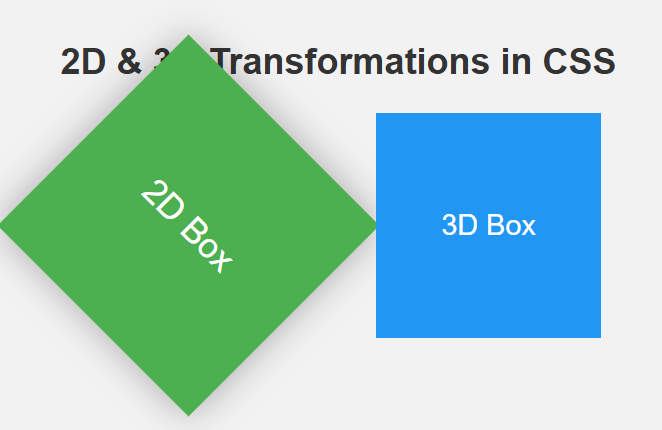 2D & Transformations in CSS
2D Box
3D Box